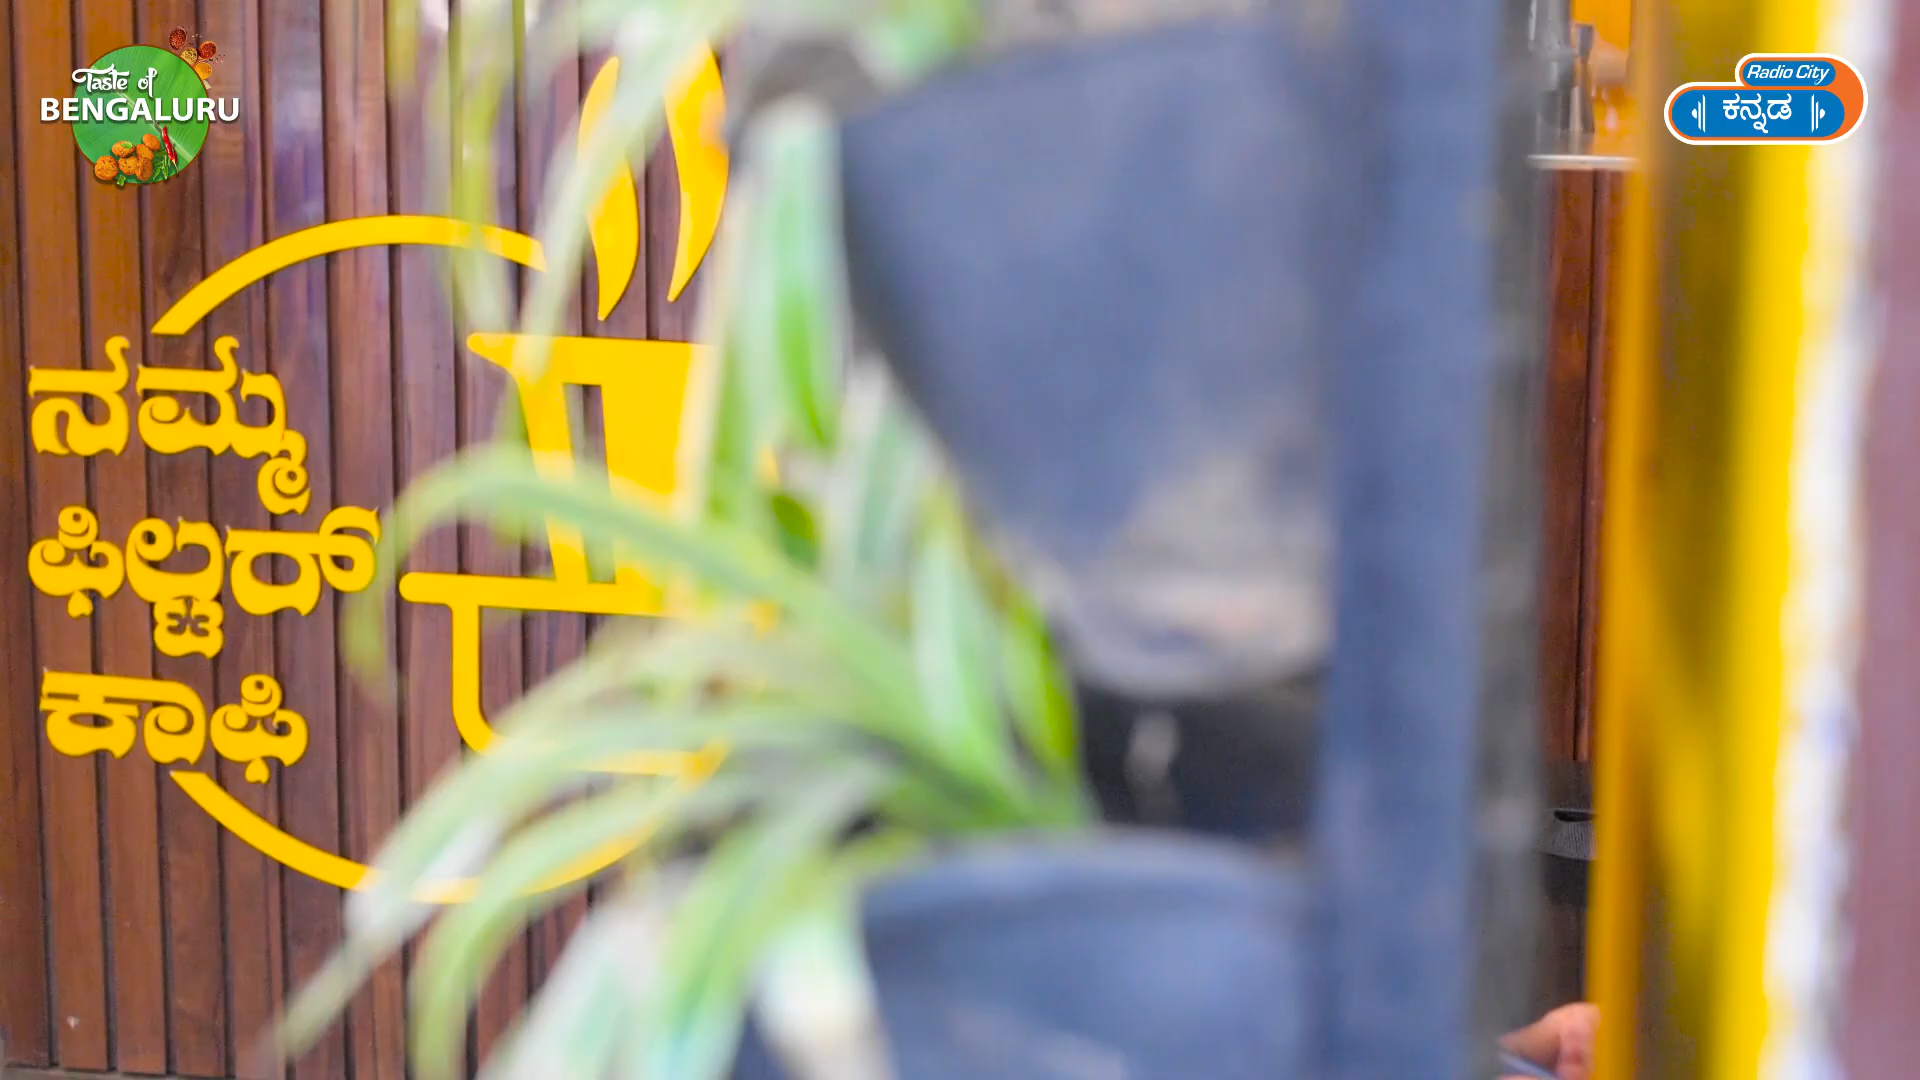 Taste of
BENGALURU
Radio City
ಕನ್ನಡ
ನಮ್ಮ
ಫಿಲ್ಟರ್
ಕಾಫಿ